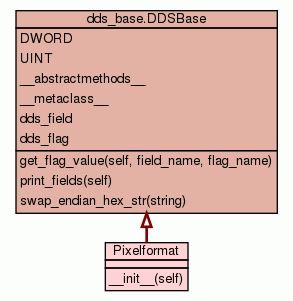 dds_base.DDSBase
DWORD
UINT
__abstractmethods__
__metaclass__
dds_field
dds_flag
get_flag_value(self, field_name, flag_name)
print_fields(self)
swap_endian_hex_str(string)
Pixelformat
__init__(self)